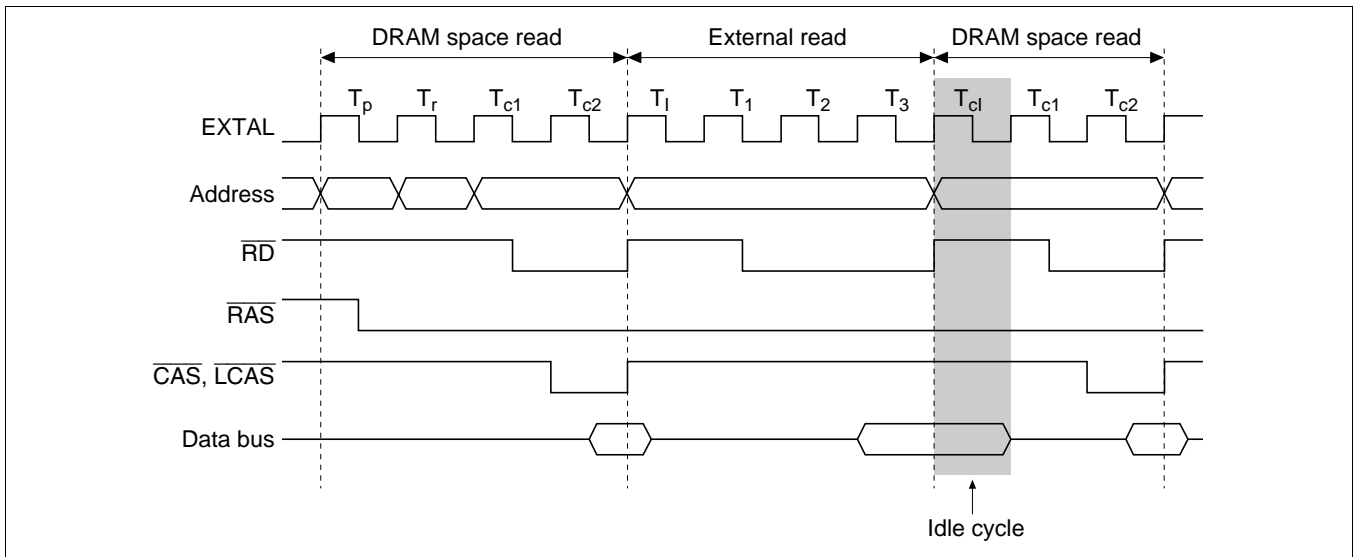 DRAM space read External read DRAM space read
Tp Tr Tc1 Tc2 TI T1 T2 T3 TcI Tc1 Tc2
EXTAL
Address
RD
RAS
CAS, LCAS
Data bus
Idle cycle